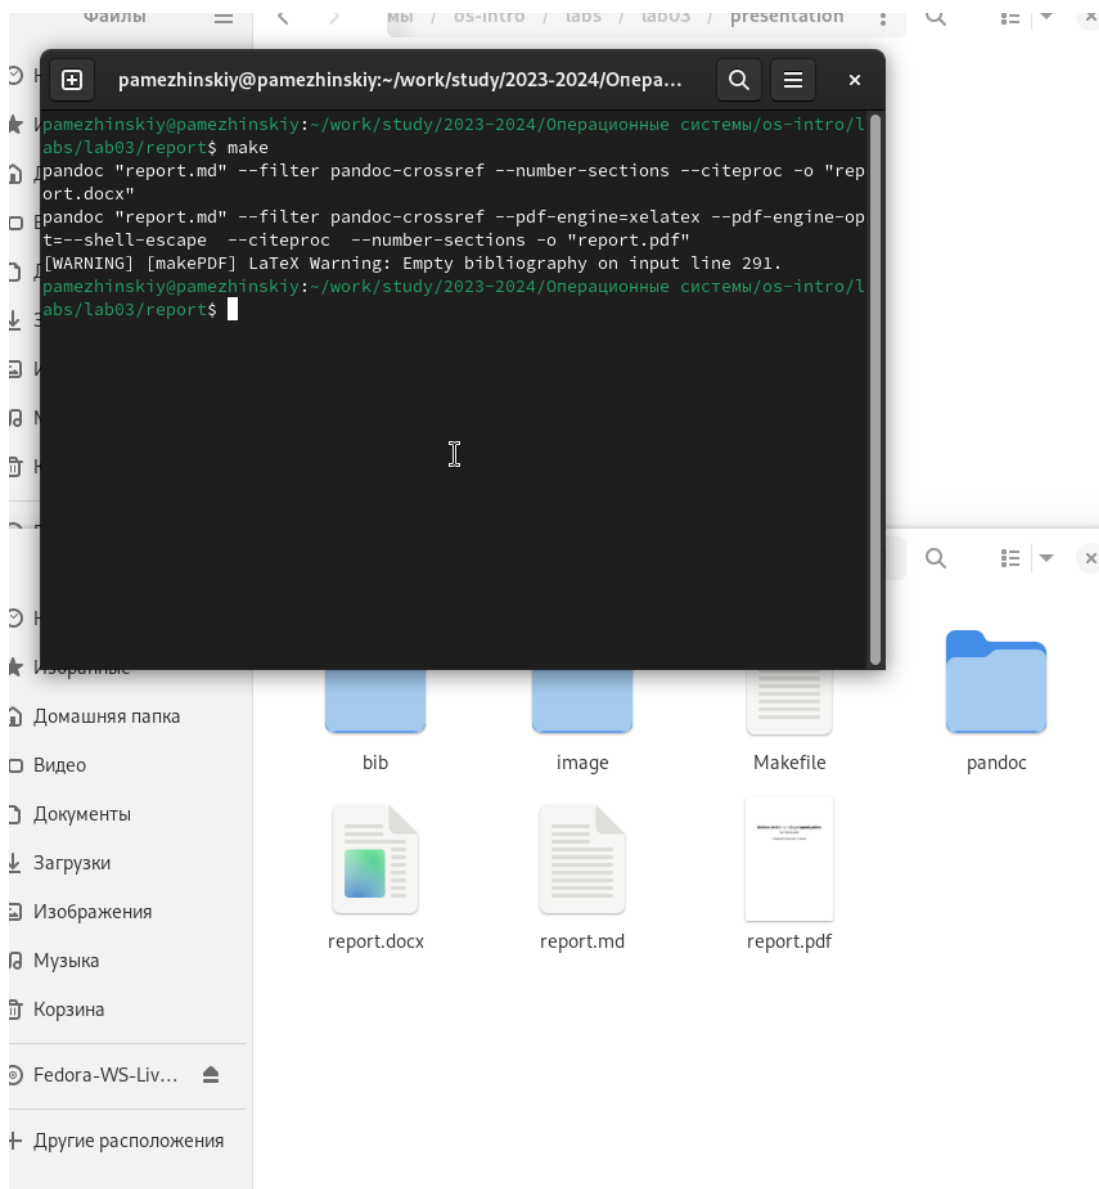 Файлы
мы / os-intro / labs / lab03 / presentation
pamezhinskiy@pamezhinskiy:~/work/study/2023-2024/Опера...
pamezhinskiy@pamezhinskiy:~/work/study/2023-2024/Операционные системы/os-intro/l
abs/lab03/report$ make
pandoc "report.md" --filter pandoc-crossref --number-sections --citeproc -o "rep
ort.docx"
pandoc "report.md" --filter pandoc-crossref --pdf-engine=xelatex --pdf-engine-op
t=--shell-escape  --citeproc  --number-sections -o "report.pdf"
[WARNING] [makePDF] LaTeX Warning: Empty bibliography on input line 291.
pamezhinskiy@pamezhinskiy:~/work/study/2023-2024/Операционные системы/os-intro/l
abs/lab03/report$
Избранные
Домашняя папка
Видео
Документы
Загрузки
Изображения
Музыка
Корзина
Fedora-WS-Liv...
Другие расположения
bib
image
Makefile
pandoc
report.docx
report.md
report.pdf